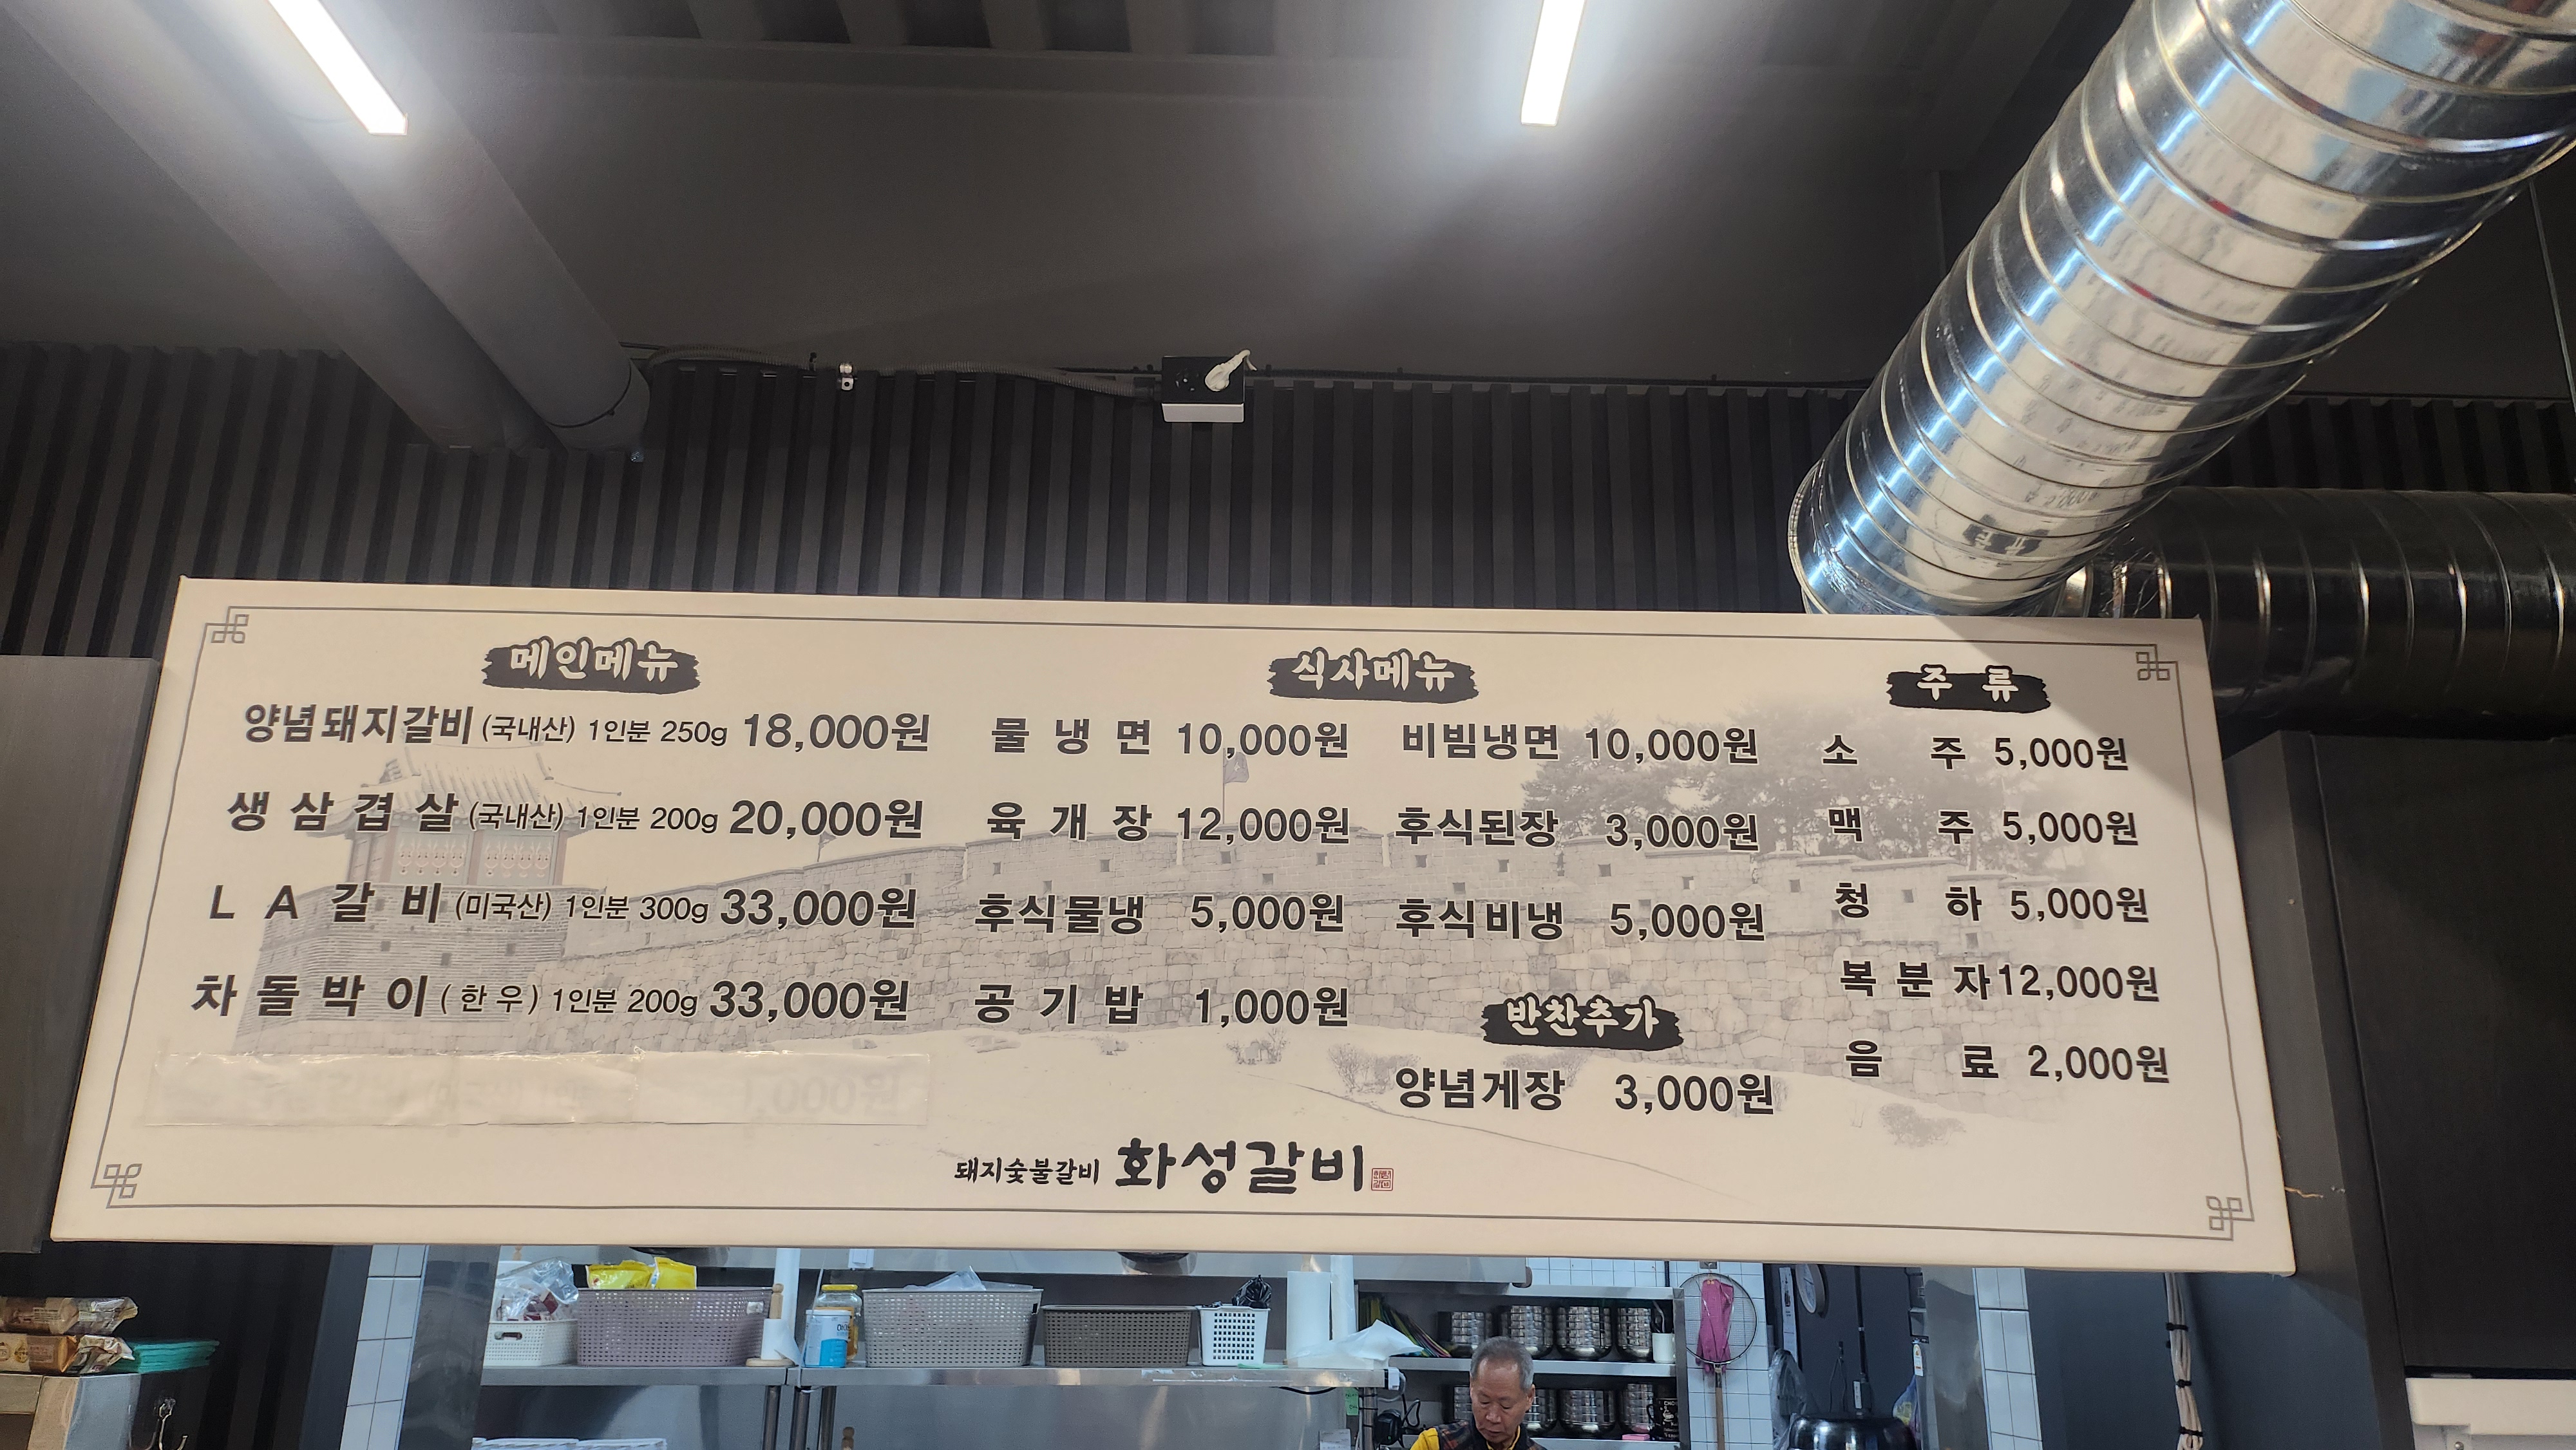 메인메뉴
양념돼지갈비 (국내산) 1인분 250g 18,000원
생삼겹살 (국내산) 1인분 200g 20,000원
LA갈비 (미국산) 1인분 300g 33,000원
차돌박이 (한우) 1인분 200g 33,000원
식사메뉴
물냉면 10,000원 비빔냉면 10,000원
육개장 12,000원 후식된장 3,000원
후식물냉 5,000원 후식비냉 5,000원
공기밥 1,000원
반찬추가
양념게장 3,000원
주류
소주 5,000원
맥주 5,000원
청하 5,000원
복분자 12,000원
음료 2,000원
돼지숯불갈비 화성갈비